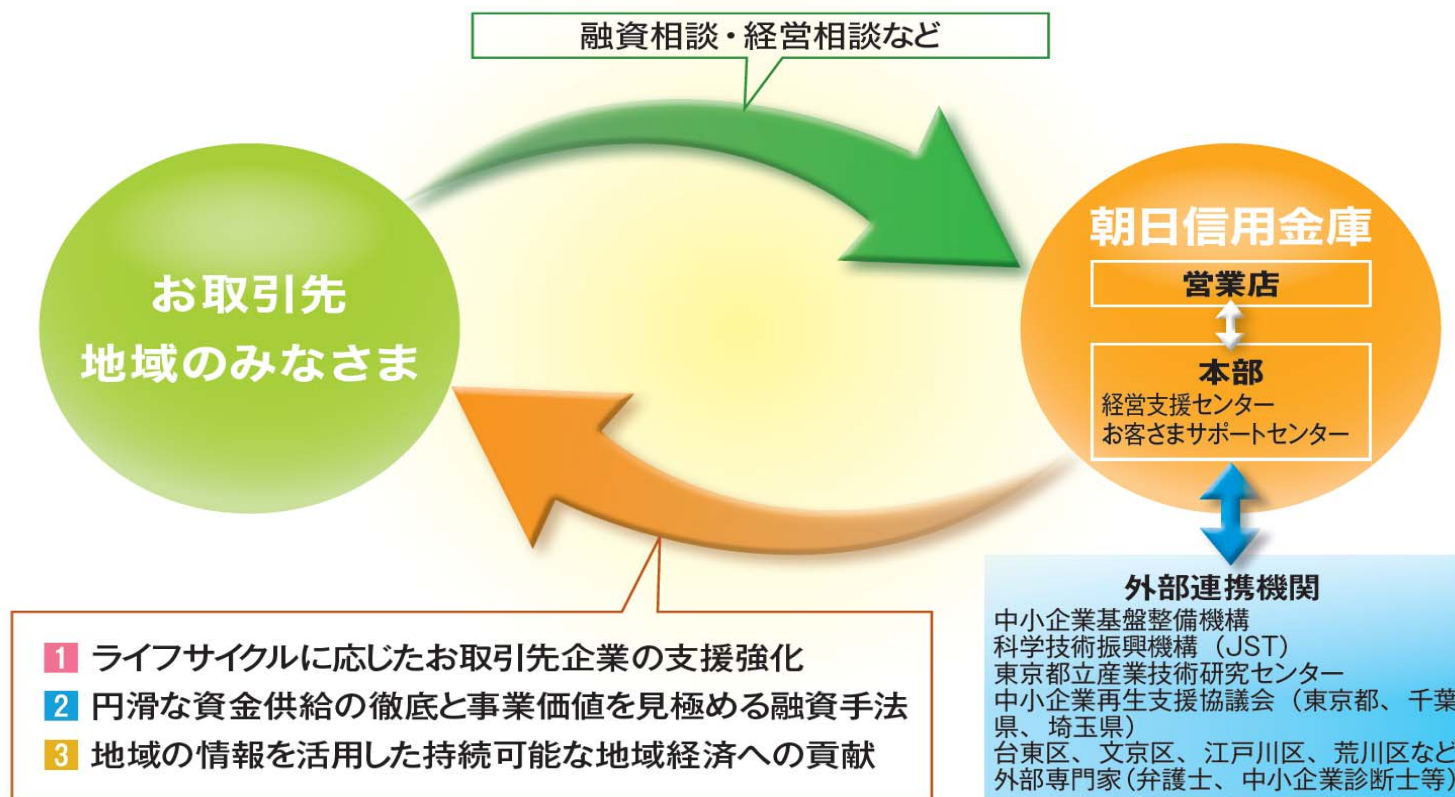 融資相談・経営相談など
お取引先
地域のみなさま
朝日信用金庫
営業店
本部
経営支援センター
お客さまサポートセンター
外部連携機関
中小企業基盤整備機構
科学技術振興機構（JST）
東京都立産業技術研究センター
中小企業再生支援協議会（東京都、千葉
県、埼玉県）
台東区、文京区、江戸川区、荒川区など
外部専門家（弁護士、中小企業診断士等）
1 ライフサイクルに応じたお取引先企業の支援強化
2 円滑な資金供給の徹底と事業価値を見極める融資手法
3 地域の情報を活用した持続可能な地域経済への貢献